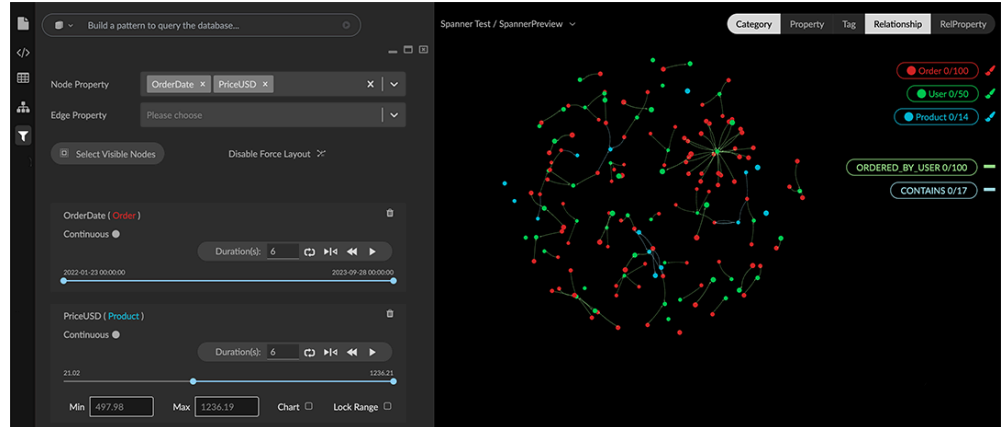 Build a pattern to query the database...
Node Property
OrderDate x PriceUSD x
Edge Property
Please choose
Select Visible Nodes
Disable Force Layout
OrderDate ( Order )
Continuous
Duration(s): 6
2022-01-23 00:00:00 2023-09-28 00:00:00
PriceUSD ( Product )
Continuous
Duration(s): 6
21.02 1236.21
Min 497.98 Max 1236.19 Chart Lock Range
Spanner Test / SpannerPreview
Category Property Tag Relationship RelProperty
Order 0/100
User 0/50
Product 0/14
ORDERED_BY_USER 0/100
CONTAINS 0/17